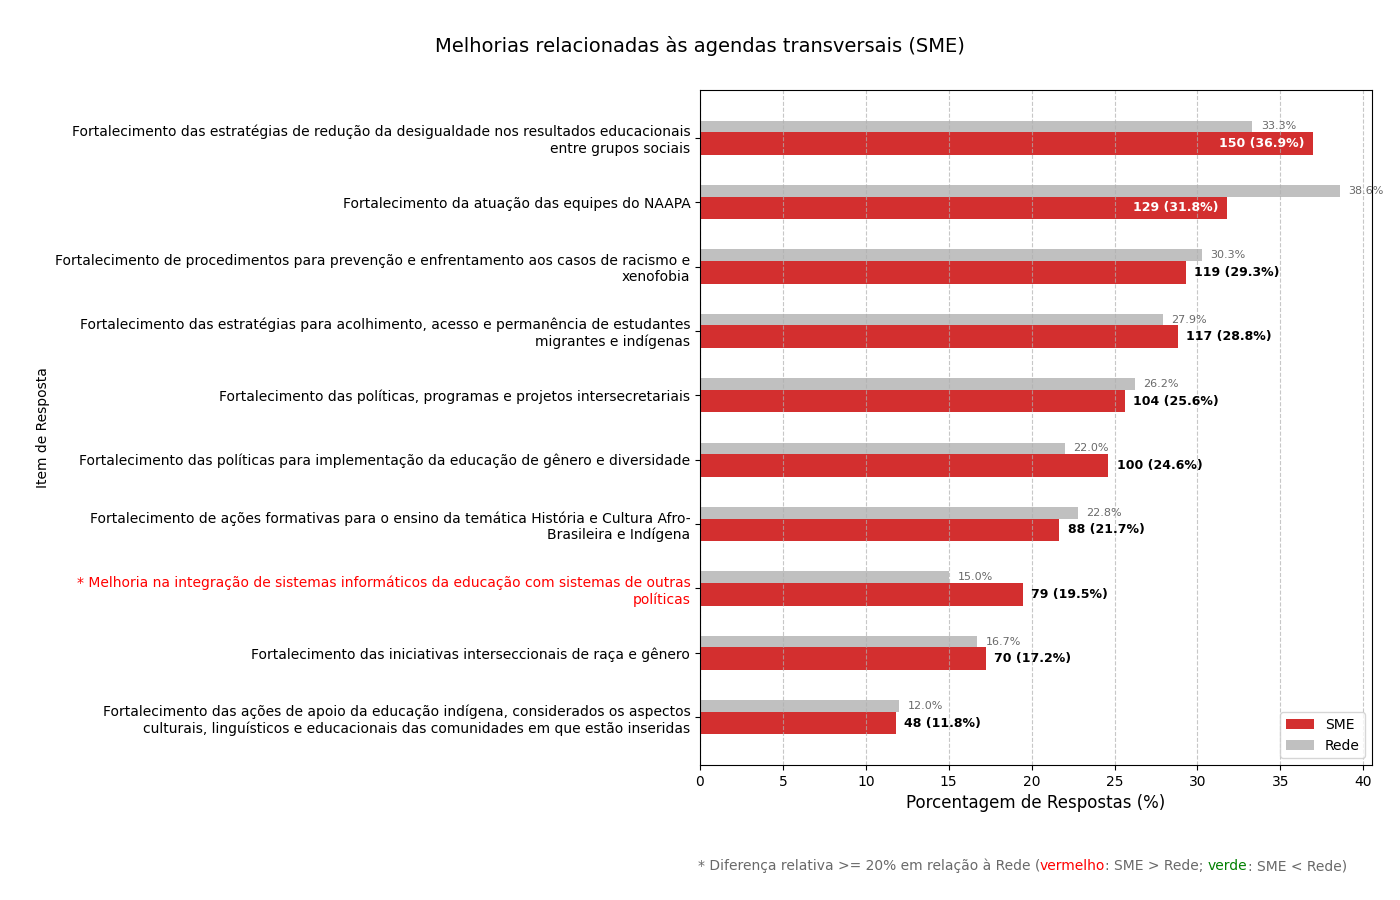 Melhorias relacionadas às agendas transversais (SME)
Fortalecimento das estratégias de redução da desigualdade nos resultados educacionais
entre grupos sociais
33.3%
150 (36.9%)
Fortalecimento da atuação das equipes do NAAPA
38.6%
129 (31.8%)
Fortalecimento de procedimentos para prevenção e enfrentamento aos casos de racismo e
xenofobia
30.3%
119 (29.3%)
Fortalecimento das estratégias para acolhimento, acesso e permanência de estudantes
migrantes e indígenas
27.9%
117 (28.8%)
Fortalecimento das políticas, programas e projetos intersecretariais
26.2%
104 (25.6%)
Fortalecimento das políticas para implementação da educação de gênero e diversidade
22.0%
100 (24.6%)
Fortalecimento de ações formativas para o ensino da temática História e Cultura Afro-
Brasileira e Indígena
22.8%
88 (21.7%)
* Melhoria na integração de sistemas informáticos da educação com sistemas de outras
políticas
15.0%
79 (19.5%)
Fortalecimento das iniciativas interseccionais de raça e gênero
16.7%
70 (17.2%)
Fortalecimento das ações de apoio da educação indígena, considerados os aspectos
culturais, linguísticos e educacionais das comunidades em que estão inseridas
12.0%
48 (11.8%)
Item de Resposta
SME
Rede
0 5 10 15 20 25 30 35 40
Porcentagem de Respostas (%)
* Diferença relativa >= 20% em relação à Rede (vermelho: SME > Rede; verde: SME < Rede)